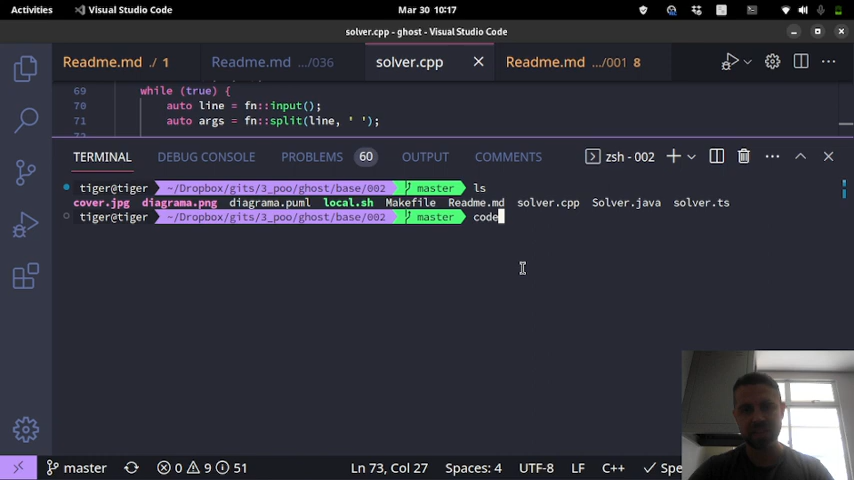 Activities
Visual Studio Code
Mar 30 10:17
solver.cpp - ghost - Visual Studio Code
Readme.md ./ 1
Readme.md .../036
solver.cpp
Readme.md .../001 8
69 while (true) {
70 auto line = fn::input();
71 auto args = fn::split(line, ' ');
TERMINAL
DEBUG CONSOLE
PROBLEMS 60
OUTPUT
COMMENTS
zsh - 002
tiger@tiger ~/Dropbox/gits/3_poo/ghost/base/002 master ls
cover.jpg diagrama.png diagrama.puml local.sh Makefile Readme.md solver.cpp Solver.java solver.ts
tiger@tiger ~/Dropbox/gits/3_poo/ghost/base/002 master code
master 0 9 51 Ln 73, Col 27 Spaces: 4 UTF-8 LF C++ Spe